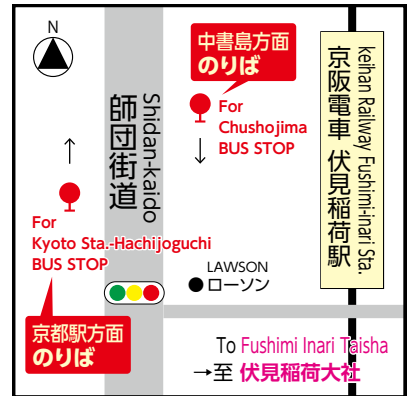 N
中書島方面
のりば
For
Chushojima
BUS STOP
↓
Shidan-kaido
師団街道
keihan Railway Fushimi-inari Sta.
京阪電車 伏見稲荷駅
↑
For
Kyoto Sta.-Hachijoguchi
BUS STOP
京都駅方面
のりば
LAWSON
●ローソン
To Fushimi Inari Taisha
→至 伏見稲荷大社